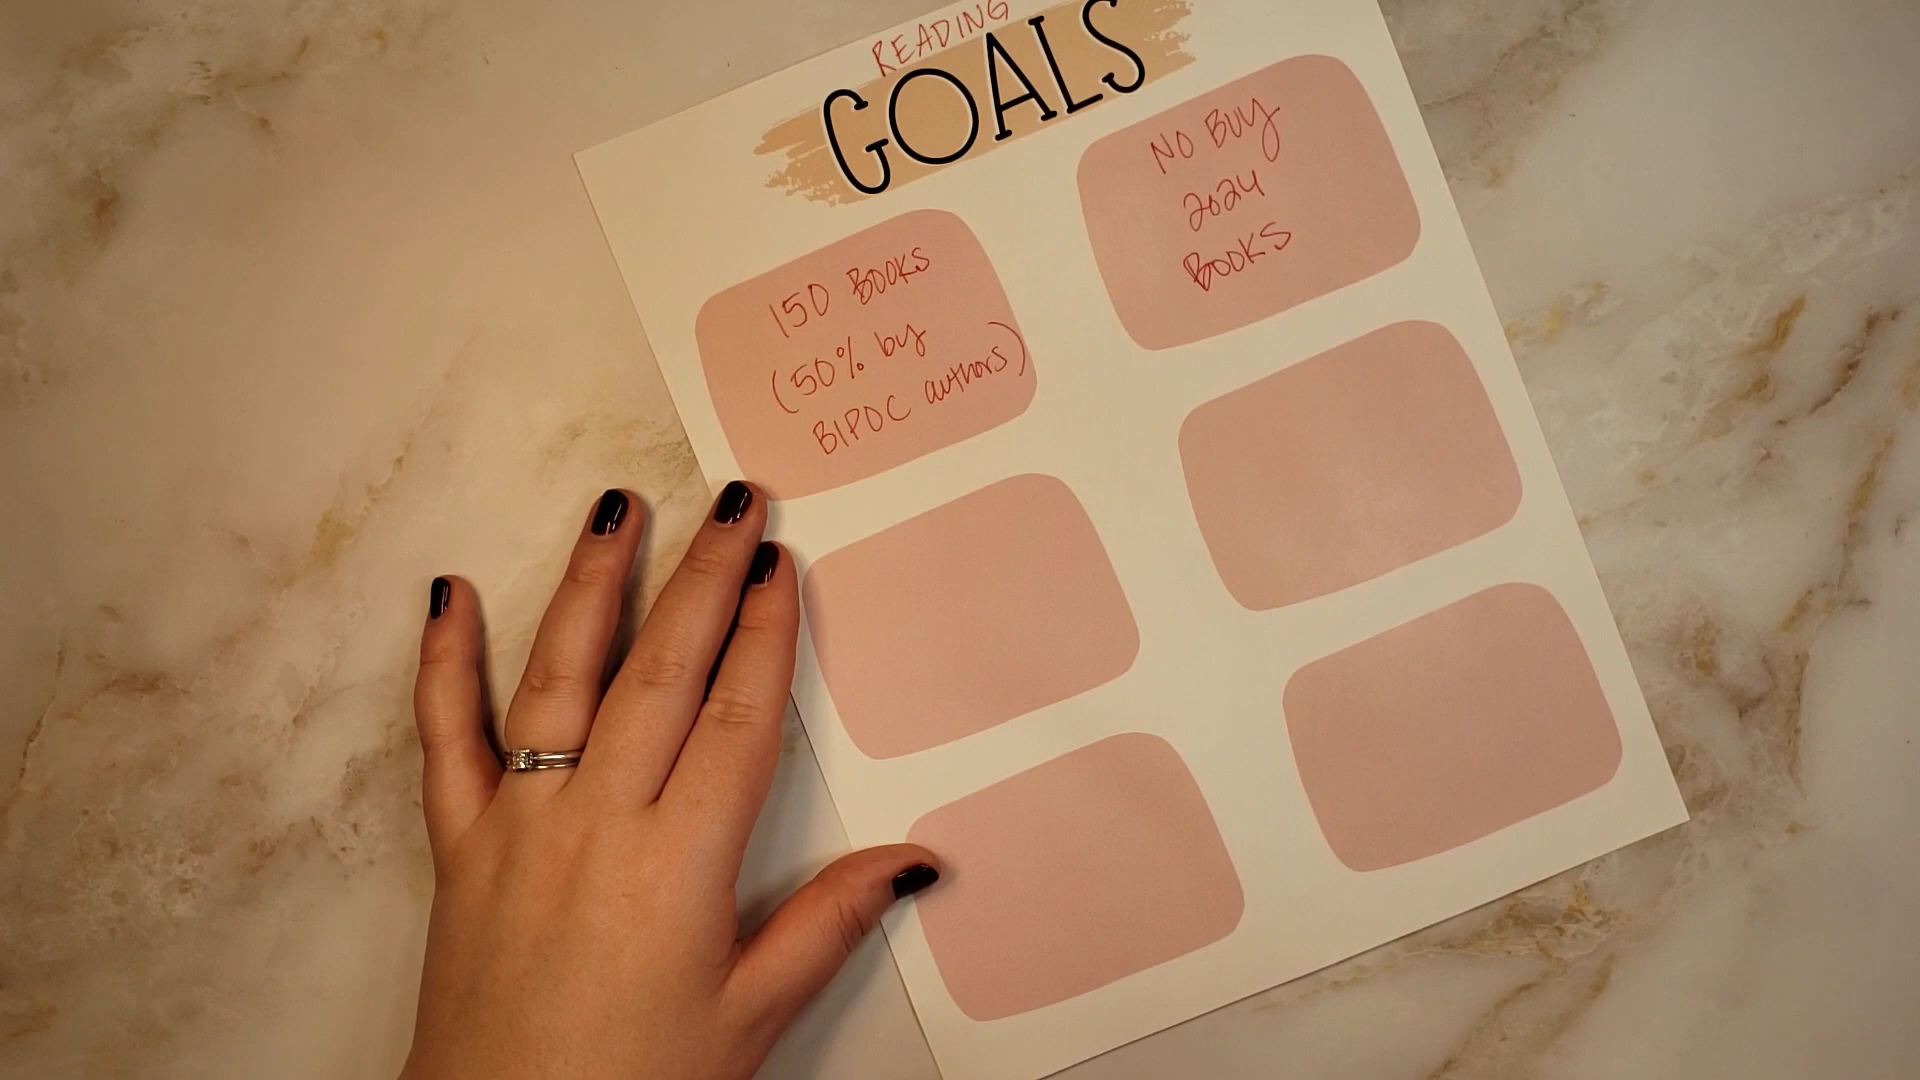 READING
GOALS
150 BOOKS
(50% by
BIPOC authors)
NO BUY
2024
BOOKS